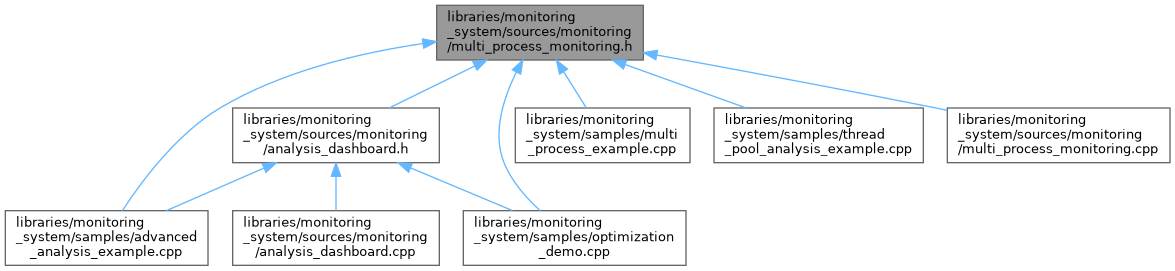 libraries/monitoring
_system/sources/monitoring
/multi_process_monitoring.h
libraries/monitoring
_system/sources/monitoring
/analysis_dashboard.h
libraries/monitoring
_system/samples/multi
_process_example.cpp
libraries/monitoring
_system/samples/thread
_pool_analysis_example.cpp
libraries/monitoring
_system/sources/monitoring
/multi_process_monitoring.cpp
libraries/monitoring
_system/samples/advanced
_analysis_example.cpp
libraries/monitoring
_system/sources/monitoring
/analysis_dashboard.cpp
libraries/monitoring
_system/samples/optimization
_demo.cpp